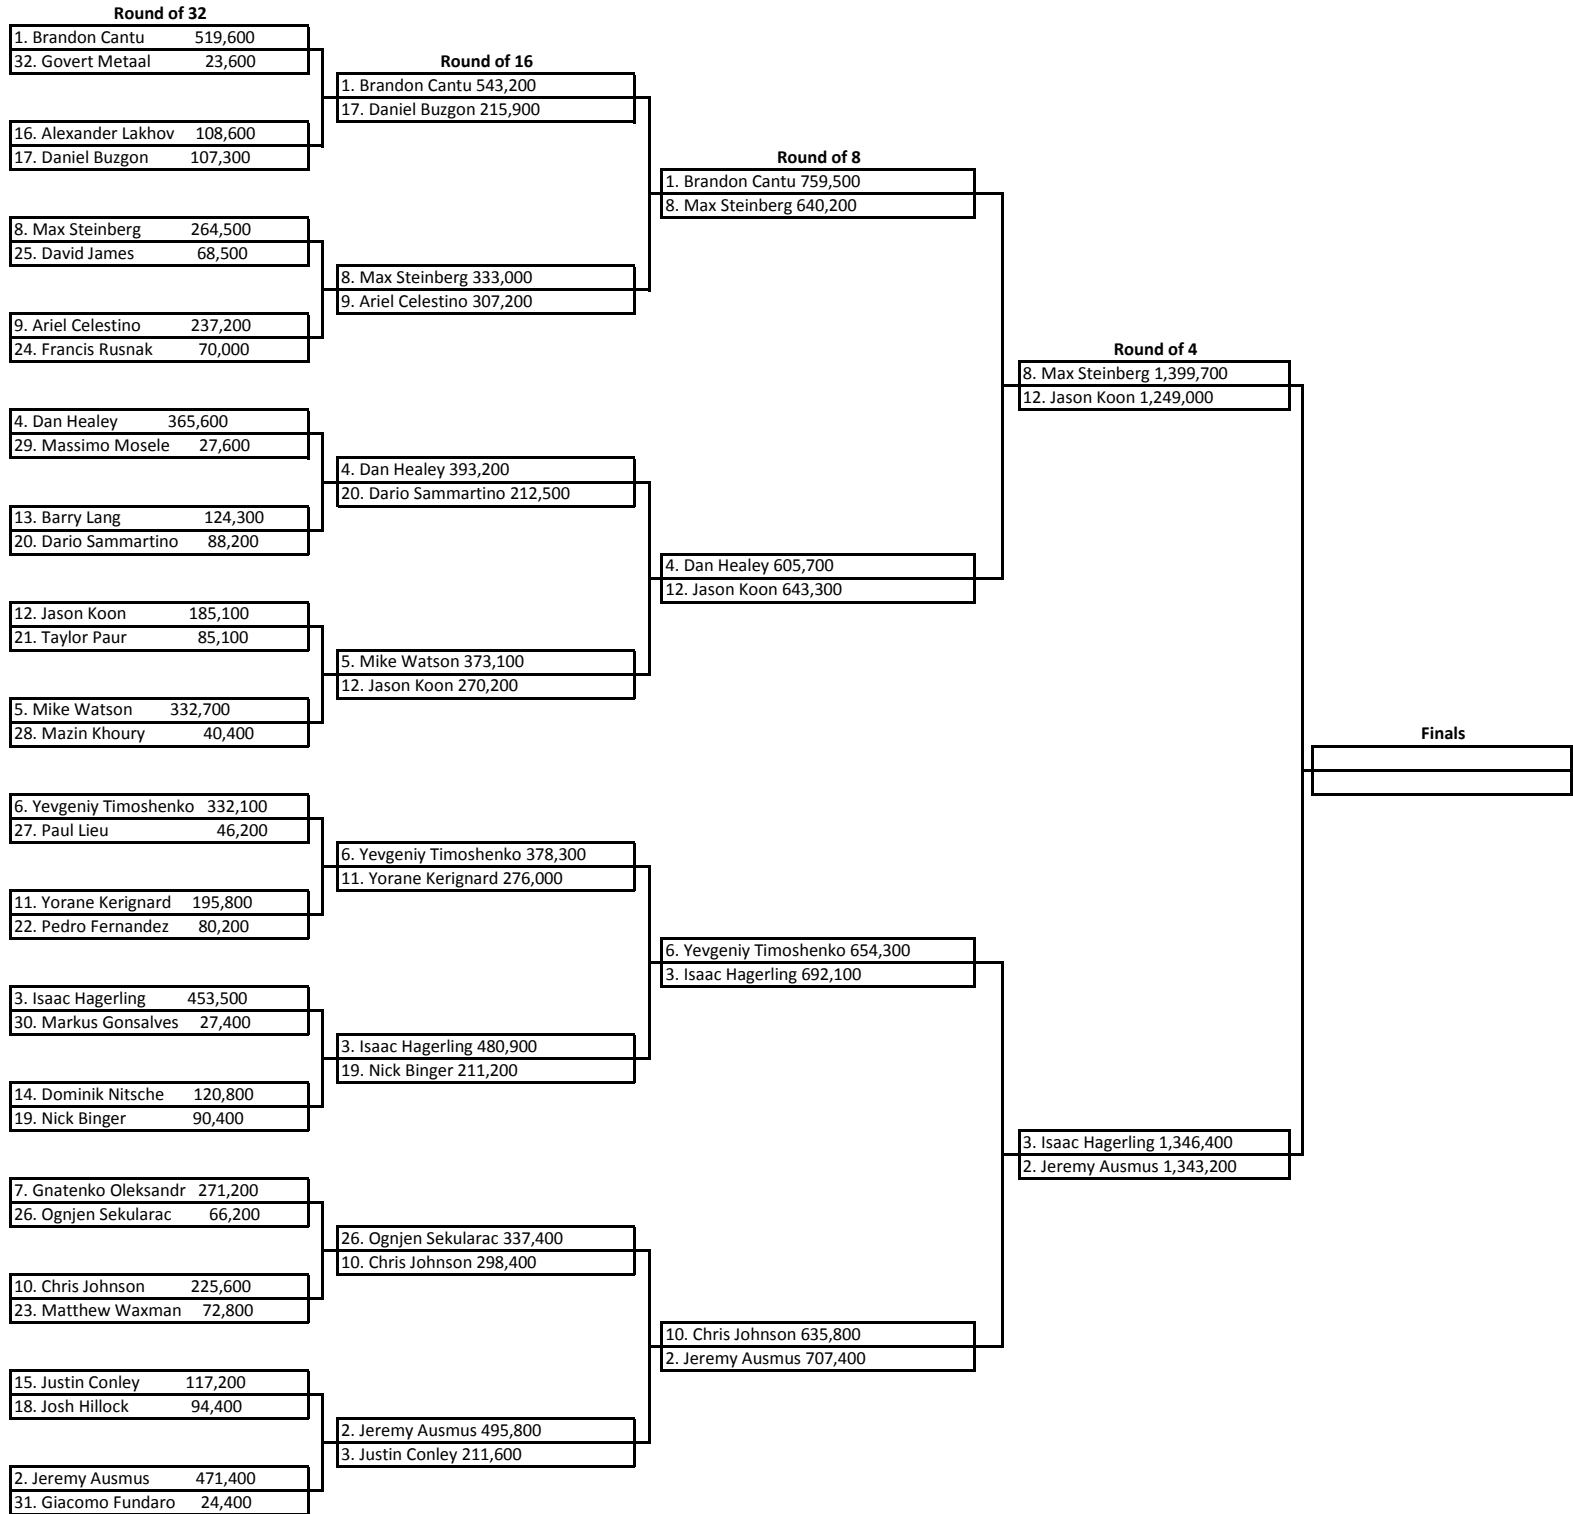 Round of 32
1. Brandon Cantu 519,600
32. Govert Metaal 23,600
16. Alexander Lakhov 108,600
17. Daniel Buzgon 107,300
8. Max Steinberg 264,500
25. David James 68,500
9. Ariel Celestino 237,200
24. Francis Rusnak 70,000
4. Dan Healey 365,600
29. Massimo Mosele 27,600
13. Barry Lang 124,300
20. Dario Sammartino 88,200
12. Jason Koon 185,100
21. Taylor Paur 85,100
5. Mike Watson 332,700
28. Mazin Khoury 40,400
6. Yevgeniy Timoshenko 332,100
27. Paul Lieu 46,200
11. Yorane Kerignard 195,800
22. Pedro Fernandez 80,200
3. Isaac Hagerling 453,500
30. Markus Gonsalves 27,400
14. Dominik Nitsche 120,800
19. Nick Binger 90,400
7. Gnatenko Oleksandr 271,200
26. Ognjen Sekularac 66,200
10. Chris Johnson 225,600
23. Matthew Waxman 72,800
15. Justin Conley 117,200
18. Josh Hillock 94,400
2. Jeremy Ausmus 471,400
31. Giacomo Fundaro 24,400
Round of 16
1. Brandon Cantu 543,200
17. Daniel Buzgon 215,900
8. Max Steinberg 333,000
9. Ariel Celestino 307,200
4. Dan Healey 393,200
20. Dario Sammartino 212,500
5. Mike Watson 373,100
12. Jason Koon 270,200
6. Yevgeniy Timoshenko 378,300
11. Yorane Kerignard 276,000
3. Isaac Hagerling 480,900
19. Nick Binger 211,200
26. Ognjen Sekularac 337,400
10. Chris Johnson 298,400
2. Jeremy Ausmus 495,800
3. Justin Conley 211,600
Round of 8
1. Brandon Cantu 759,500
8. Max Steinberg 640,200
4. Dan Healey 605,700
12. Jason Koon 643,300
6. Yevgeniy Timoshenko 654,300
3. Isaac Hagerling 692,100
10. Chris Johnson 635,800
2. Jeremy Ausmus 707,400
Round of 4
8. Max Steinberg 1,399,700
12. Jason Koon 1,249,000
3. Isaac Hagerling 1,346,400
2. Jeremy Ausmus 1,343,200
Finals